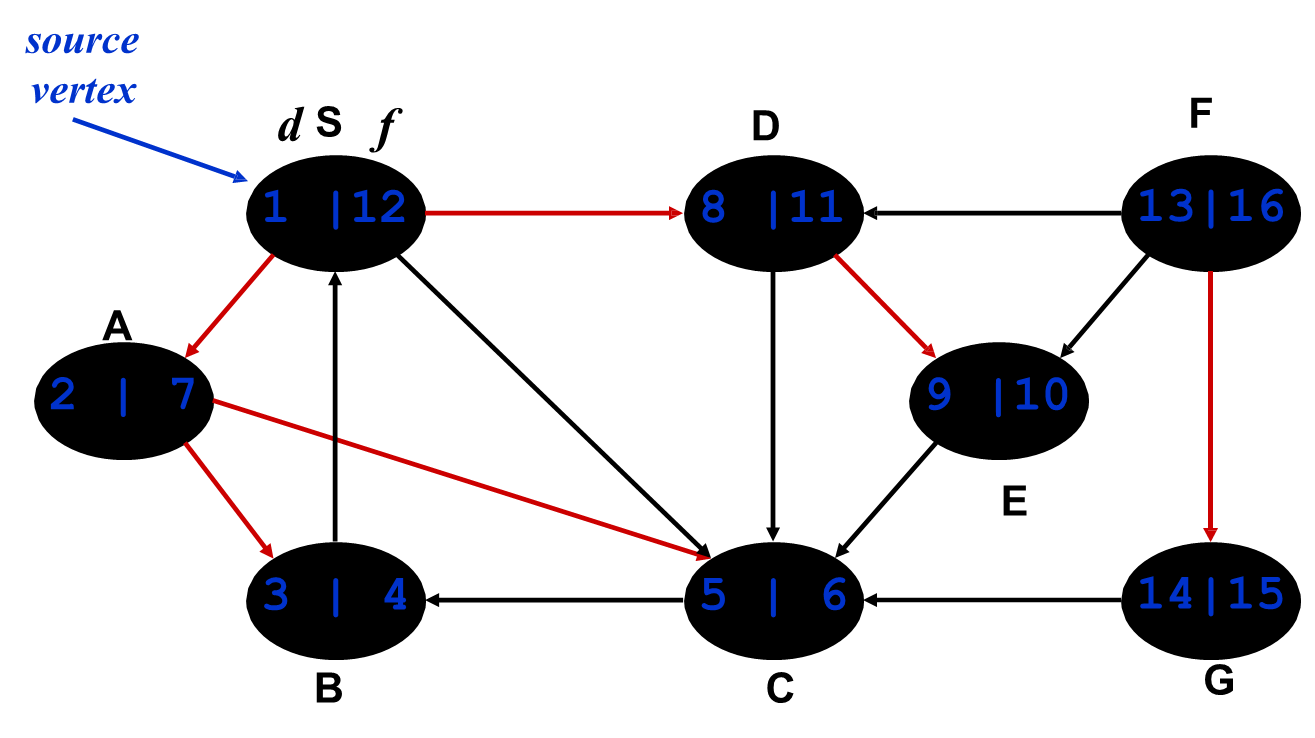 source
vertex
d S f
D
F
1 |12
8 |11
13|16
A
2 | 7
9 |10
E
3 | 4
5 | 6
14|15
B
C
G